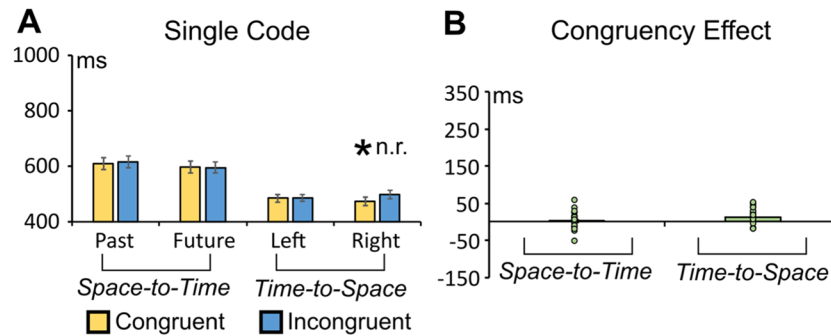 A
Single Code
1000
ms
800
600
400
* n.r.
Past
Future
Left
Right
Space-to-Time
Time-to-Space
Congruent
Incongruent
B
Congruency Effect
350
ms
250
150
50
-50
-150
Space-to-Time
Time-to-Space